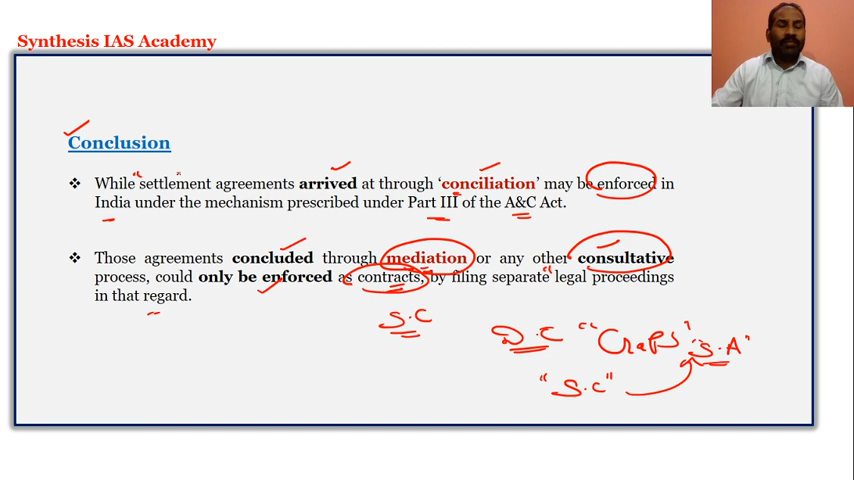 Synthesis IAS Academy
Conclusion
❖ While settlement agreements arrived at through ‘conciliation’ may be enforced in
India under the mechanism prescribed under Part III of the A&C Act.
❖ Those agreements concluded through mediation or any other consultative
process, could only be enforced as contracts, by filing separate legal proceedings
in that regard.
S.C
D.C "Craps" "S.A"
"S.C"